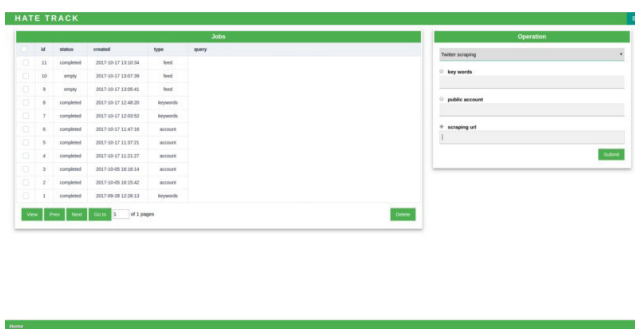 HATE TRACK
Jobs
id status created type query
11 completed 2017-10-17 13:10:34 feed
10 empty 2017-10-17 13:07:39 feed
9 empty 2017-10-17 13:05:41 feed
8 completed 2017-10-17 12:48:20 keywords
7 completed 2017-10-17 12:03:52 keywords
6 completed 2017-10-17 11:47:16 account
5 completed 2017-10-17 11:37:21 account
4 completed 2017-10-17 11:21:27 account
3 completed 2017-10-05 16:16:14 account
2 completed 2017-10-05 16:15:42 account
1 completed 2017-09-28 12:26:13 keywords
View Prev Next Go to 1 of 1 pages Delete
Operation
Twitter scraping
key words
public account
scraping url
Submit
Home